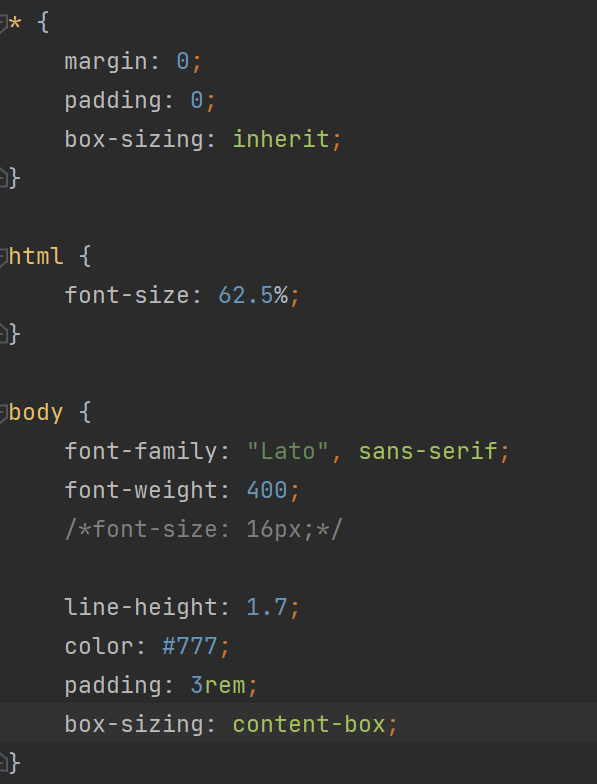 * {
    margin: 0;
    padding: 0;
    box-sizing: inherit;
}

html {
    font-size: 62.5%;
}

body {
    font-family: "Lato", sans-serif;
    font-weight: 400;
    /*font-size: 16px;*/

    line-height: 1.7;
    color: #777;
    padding: 3rem;
    box-sizing: content-box;
}